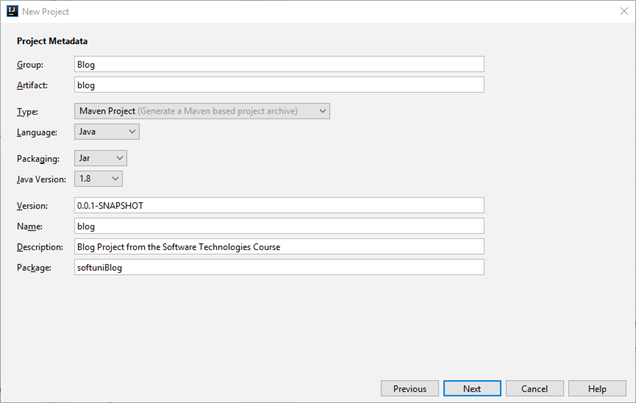 New Project
Project Metadata
Group: Blog
Artifact: blog
Type: Maven Project (Generate a Maven based project archive)
Language: Java
Packaging: Jar
Java Version: 1.8
Version: 0.0.1-SNAPSHOT
Name: blog
Description: Blog Project from the Software Technologies Course
Package: softuniBlog
Previous Next Cancel Help